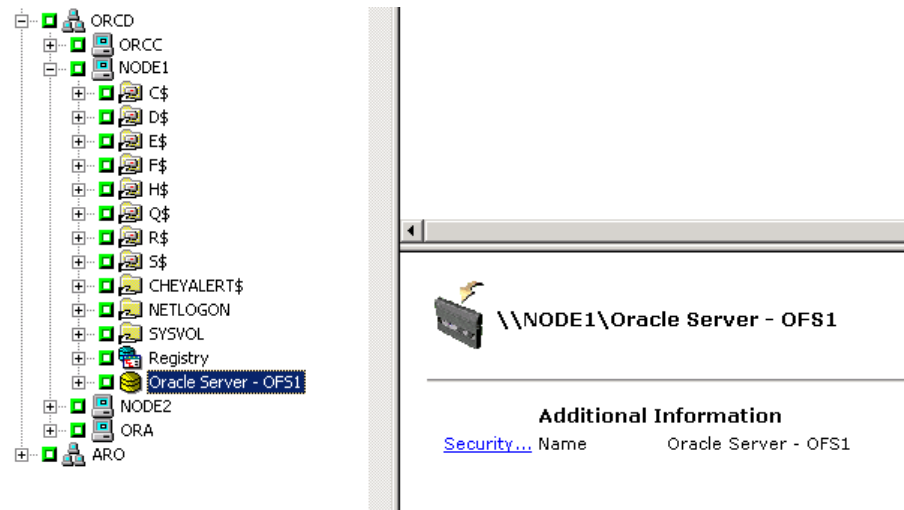 ORCD
ORCC
NODE1
C$
D$
E$
F$
H$
Q$
R$
S$
CHEYALERT$
NETLOGON
SYSVOL
Registry
Oracle Server - OFS1
NODE2
ORA
ARO
\\NODE1\Oracle Server - OFS1
Additional Information
Security... Name Oracle Server - OFS1